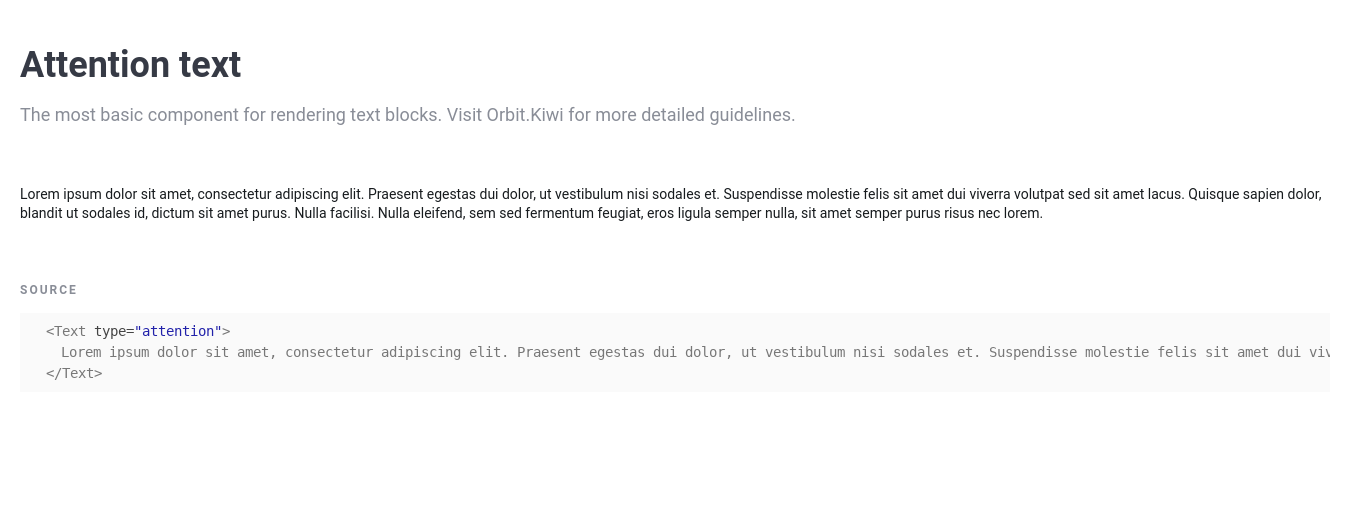 Attention text
The most basic component for rendering text blocks. Visit Orbit.Kiwi for more detailed guidelines.
Lorem ipsum dolor sit amet, consectetur adipiscing elit. Praesent egestas dui dolor, ut vestibulum nisi sodales et. Suspendisse molestie felis sit amet dui viverra volutpat sed sit amet lacus. Quisque sapien dolor,
blandit ut sodales id, dictum sit amet purus. Nulla facilisi. Nulla eleifend, sem sed fermentum feugiat, eros ligula semper nulla, sit amet semper purus risus nec lorem.
SOURCE
<Text type="attention">
Lorem ipsum dolor sit amet, consectetur adipiscing elit. Praesent egestas dui dolor, ut vestibulum nisi sodales et. Suspendisse molestie felis sit amet dui viv
</Text>